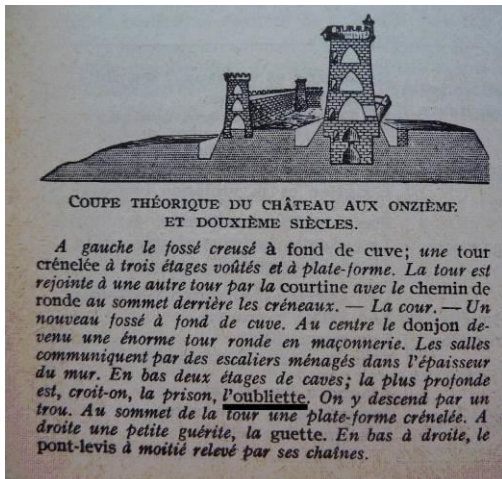 COUPE THÉORIQUE DU CHÂTEAU AUX ONZIÈME
ET DOUXIÈME SIÈCLES.
A gauche le fossé creusé à fond de cuve; une tour
crénelée à trois étages voûtés et à plate-forme. La tour est
rejointe à une autre tour par la courtine avec le chemin de
ronde au sommet derrière les créneaux. — La cour. — Un
nouveau fossé à fond de cuve. Au centre le donjon de-
venu une énorme tour ronde en maçonnerie. Les salles
communiquent par des escaliers ménagés dans l'épaisseur
du mur. En bas deux étages de caves; la plus profonde
est, croit-on, la prison, l'oubliette. On y descend par un
trou. Au sommet de la tour une plate-forme crénelée. A
droite une petite guérite, la guette. En bas à droite, le
pont-levis à moitié relevé par ses chaînes.